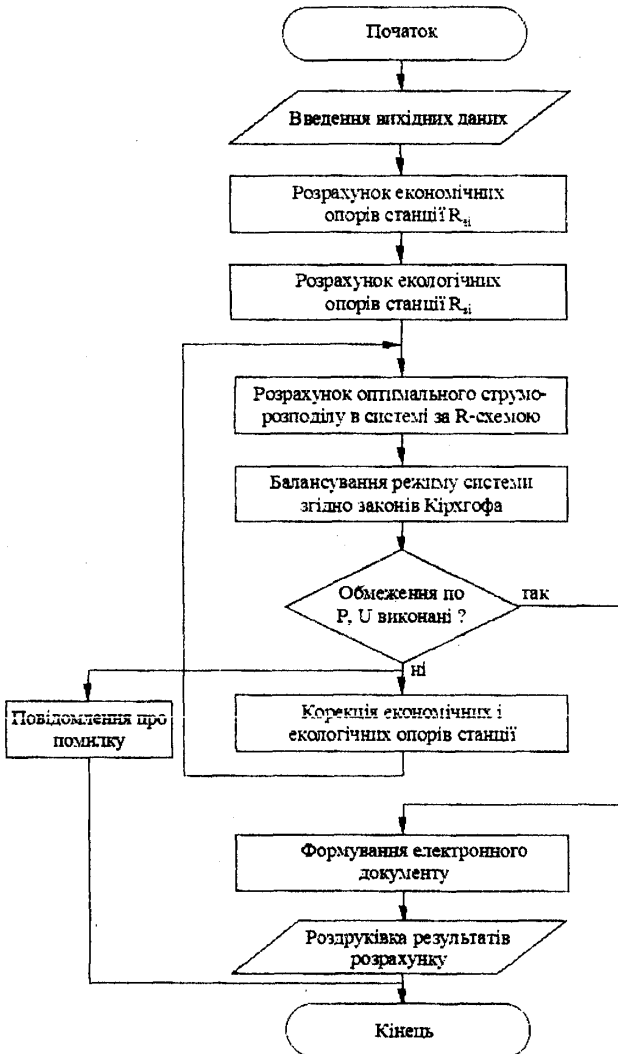 Початок
Введення вихідних даних
Розрахунок економічних
опорів станції R
Розрахунок екологічних
опорів станції R
Розрахунок оптимального струмо-
розподілу в системі за R-схемою
Балансування режиму системи
згідно законів Кірхгофа
Обмеження по
P, U виконані ?
так
ні
Повідомлення про
помилку
Корекція економічних і
екологічних опорів станції
Формування електронного
документу
Роздруківка результатів
розрахунку
Кінець